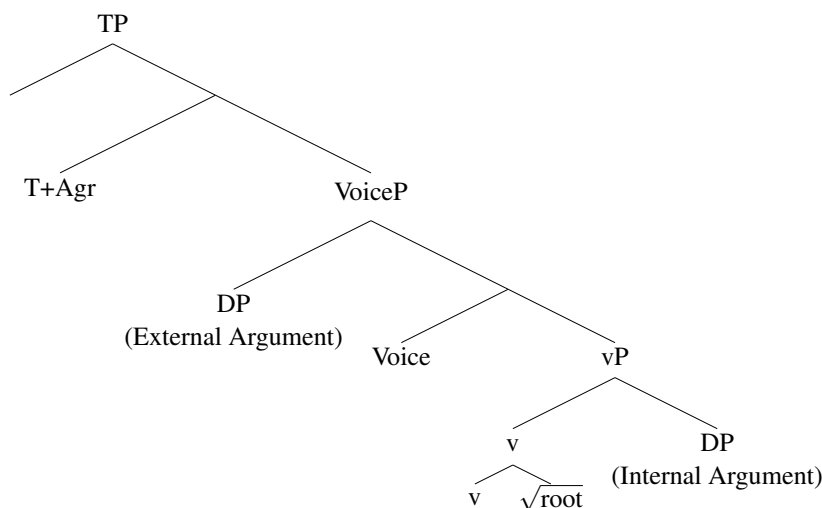 TP
T+Agr
VoiceP
DP
(External Argument)
Voice
vP
v
DP
(Internal Argument)
v
√root